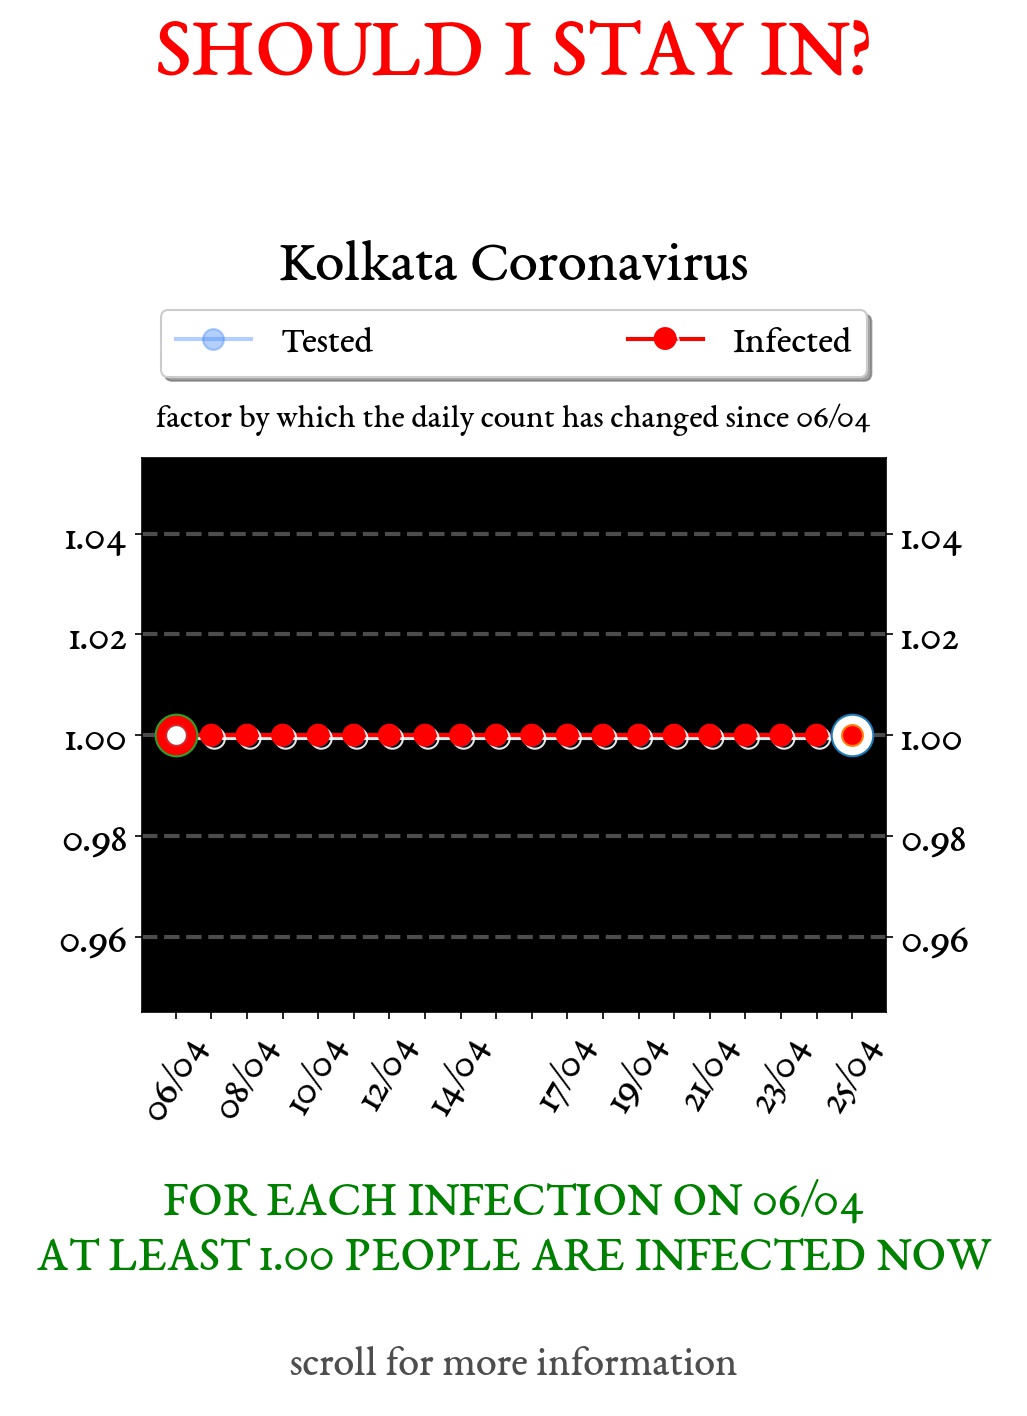 SHOULD I STAY IN?
Kolkata Coronavirus
Tested Infected
factor by which the daily count has changed since 06/04
1.04 1.04
1.02 1.02
1.00 1.00
0.98 0.98
0.96 0.96
06/04 08/04 10/04 12/04 14/04 17/04 19/04 21/04 23/04 25/04
FOR EACH INFECTION ON 06/04
AT LEAST 1.00 PEOPLE ARE INFECTED NOW
scroll for more information